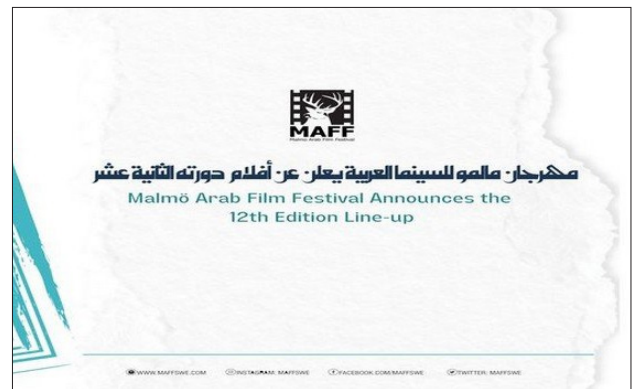 MAFF
Malmö Arab Film Festival
مهرجان مالمو للسينما العربية يعلن عن أفلام دورته الثانية عشر
Malmö Arab Film Festival Announces the
12th Edition Line-up
WWW.MAFFSWE.COM INSTAGRAM: MAFFSWE FACEBOOK.COM/MAFFSWE TWITTER: MAFFSWE